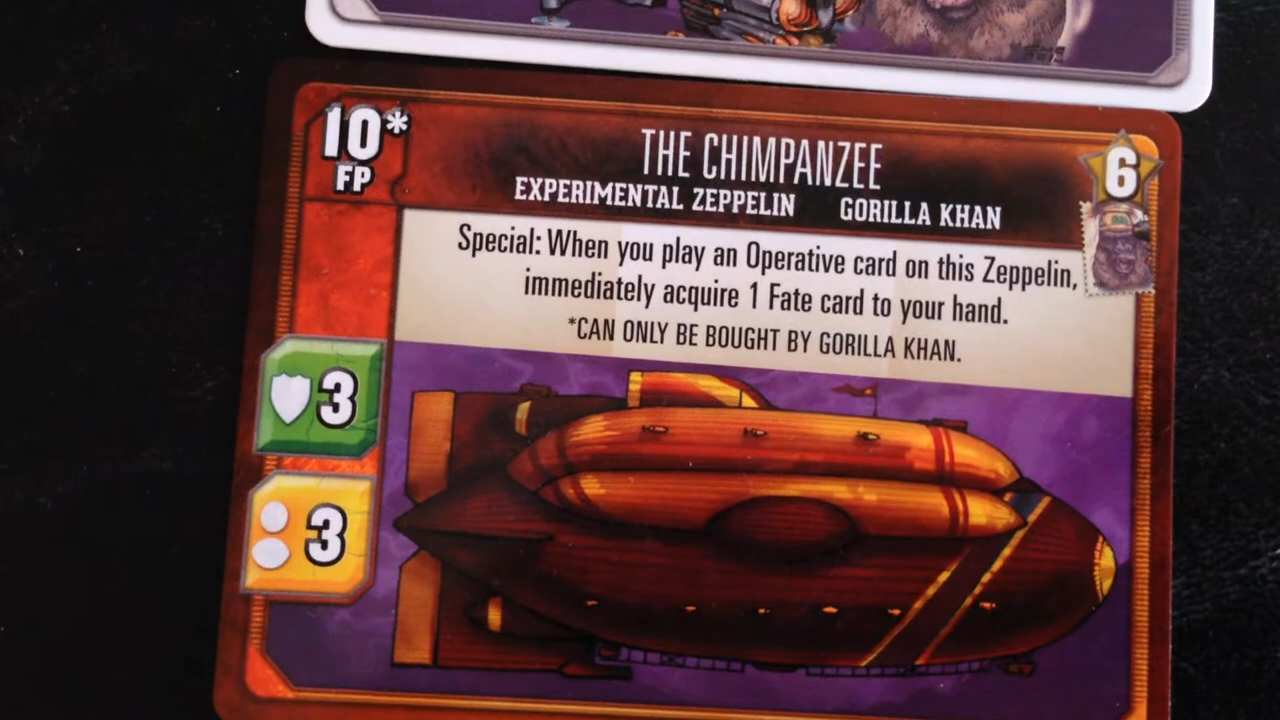 10*
FP
THE CHIMPANZEE
6
EXPERIMENTAL ZEPPELIN GORILLA KHAN
Special: When you play an Operative card on this Zeppelin,
immediately acquire 1 Fate card to your hand.
*CAN ONLY BE BOUGHT BY GORILLA KHAN.
3
3